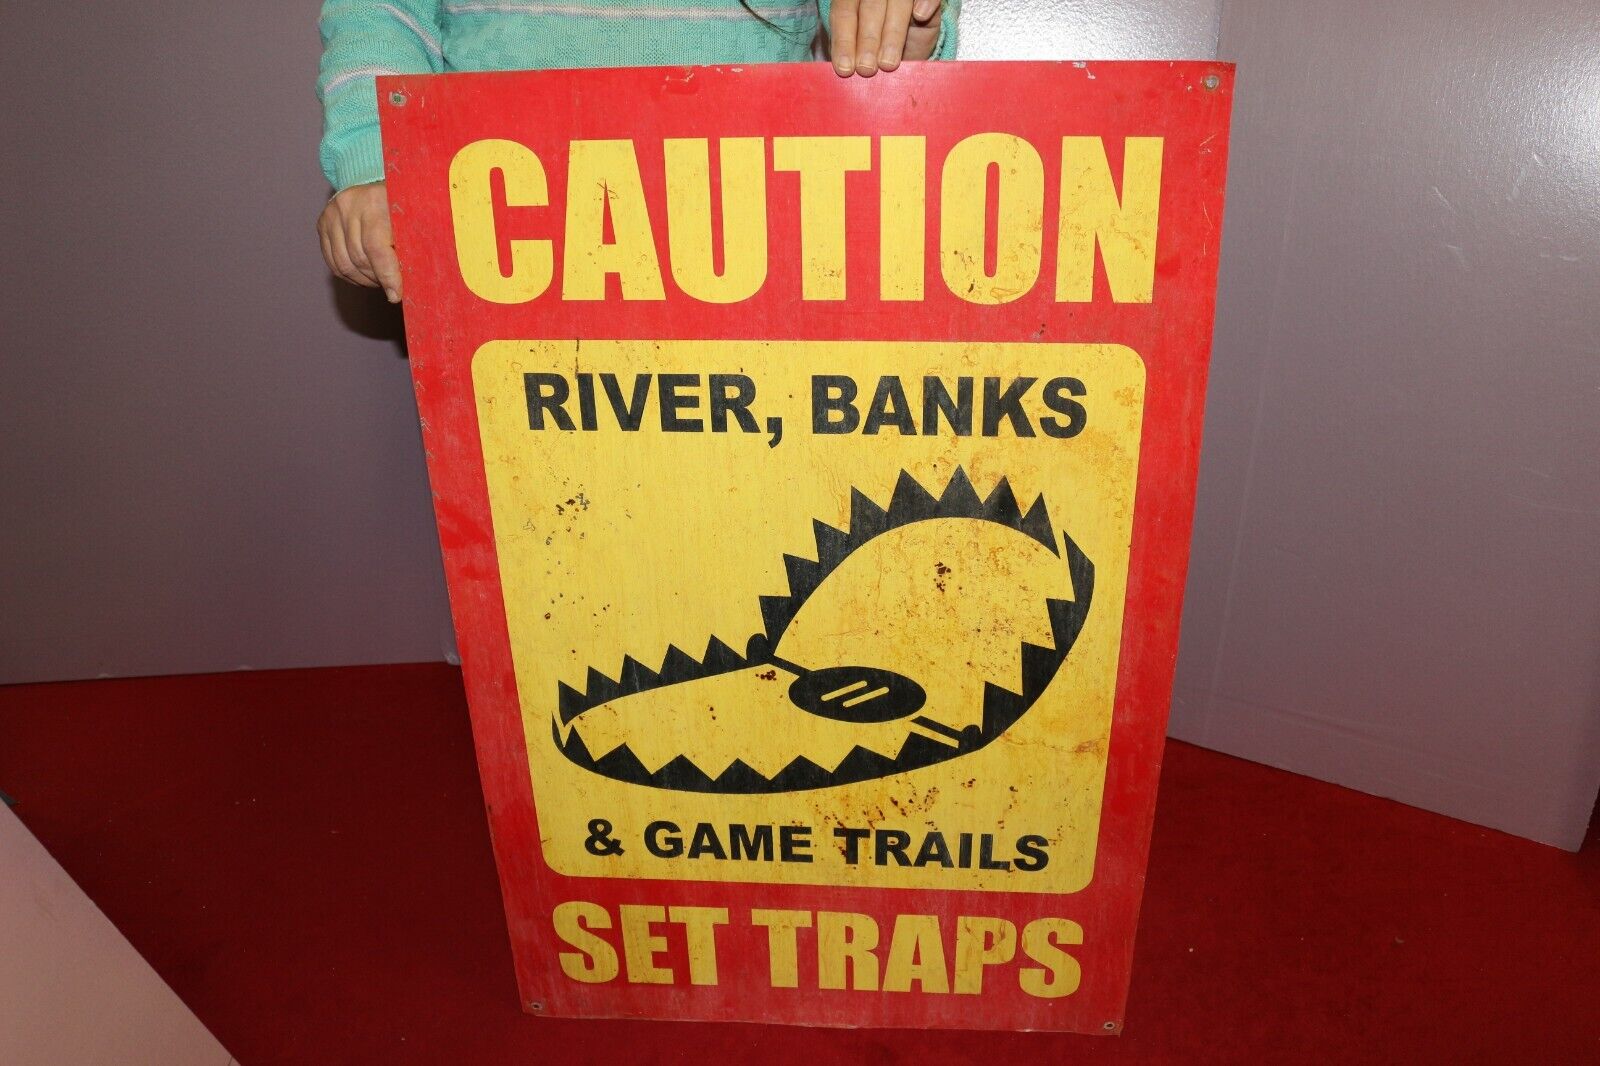 CAUTION
RIVER, BANKS
& GAME TRAILS
SET TRAPS